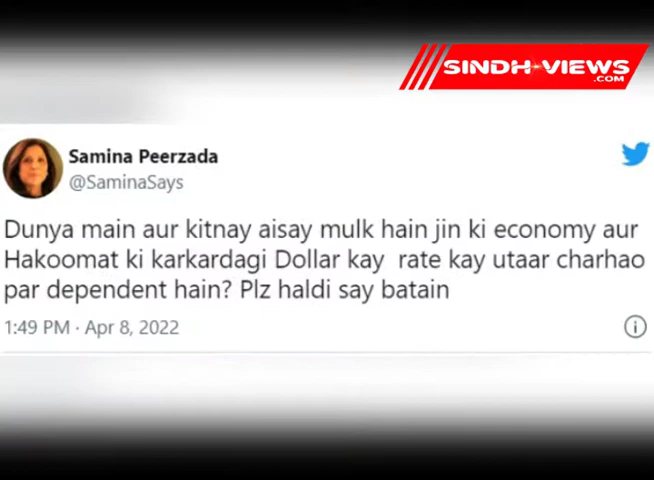 SINDH-VIEWS
.COM
Samina Peerzada
@SaminaSays
Dunya main aur kitnay aisay mulk hain jin ki economy aur
Hakoomat ki karkardagi Dollar kay rate kay utaar charhao
par dependent hain? Plz haldi say batain
1:49 PM · Apr 8, 2022